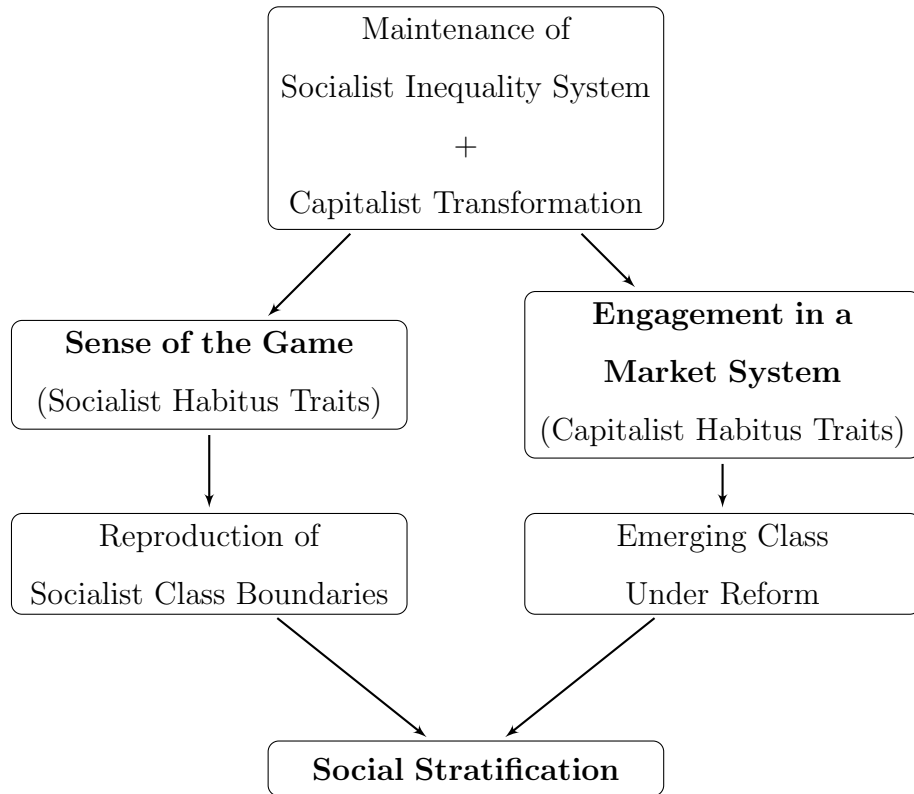 Maintenance of
Socialist Inequality System
+
Capitalist Transformation
Sense of the Game
(Socialist Habitus Traits)
Engagement in a
Market System
(Capitalist Habitus Traits)
Reproduction of
Socialist Class Boundaries
Emerging Class
Under Reform
Social Stratification